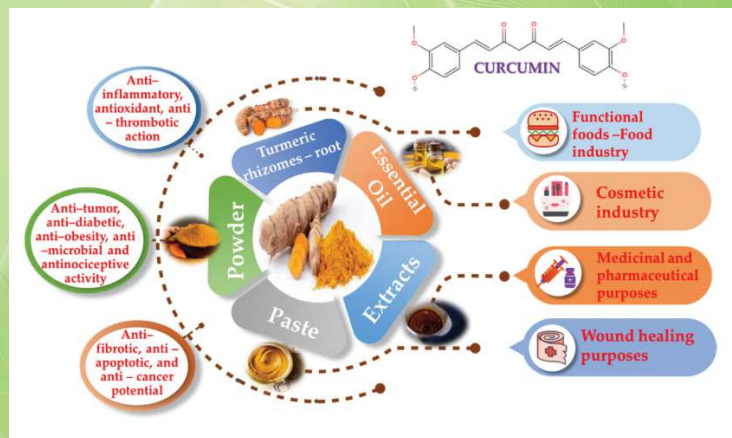 CURCUMIN
Anti–
inflammatory,
antioxidant, anti
– thrombotic
action
Anti–tumor,
anti–diabetic,
anti–obesity, anti
–microbial and
antinociceptive
activity
Anti–
fibrotic, anti –
apoptotic, and
anti – cancer
potential
Turmeric
rhizomes – root
Essential
Oil
Powder
Paste
Extracts
Functional
foods –Food
industry
Cosmetic
industry
Medicinal and
pharmaceutical
purposes
Wound healing
purposes